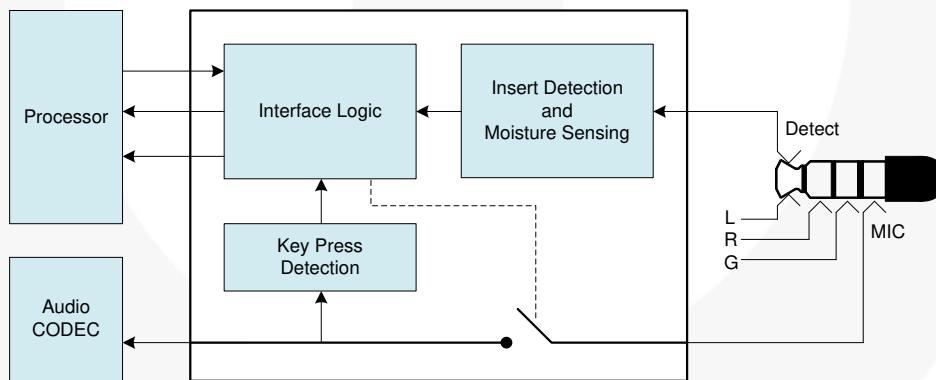 Processor
Interface Logic
Insert Detection
and
Moisture Sensing
Detect
L
R
G
MIC
Key Press
Detection
Audio
CODEC